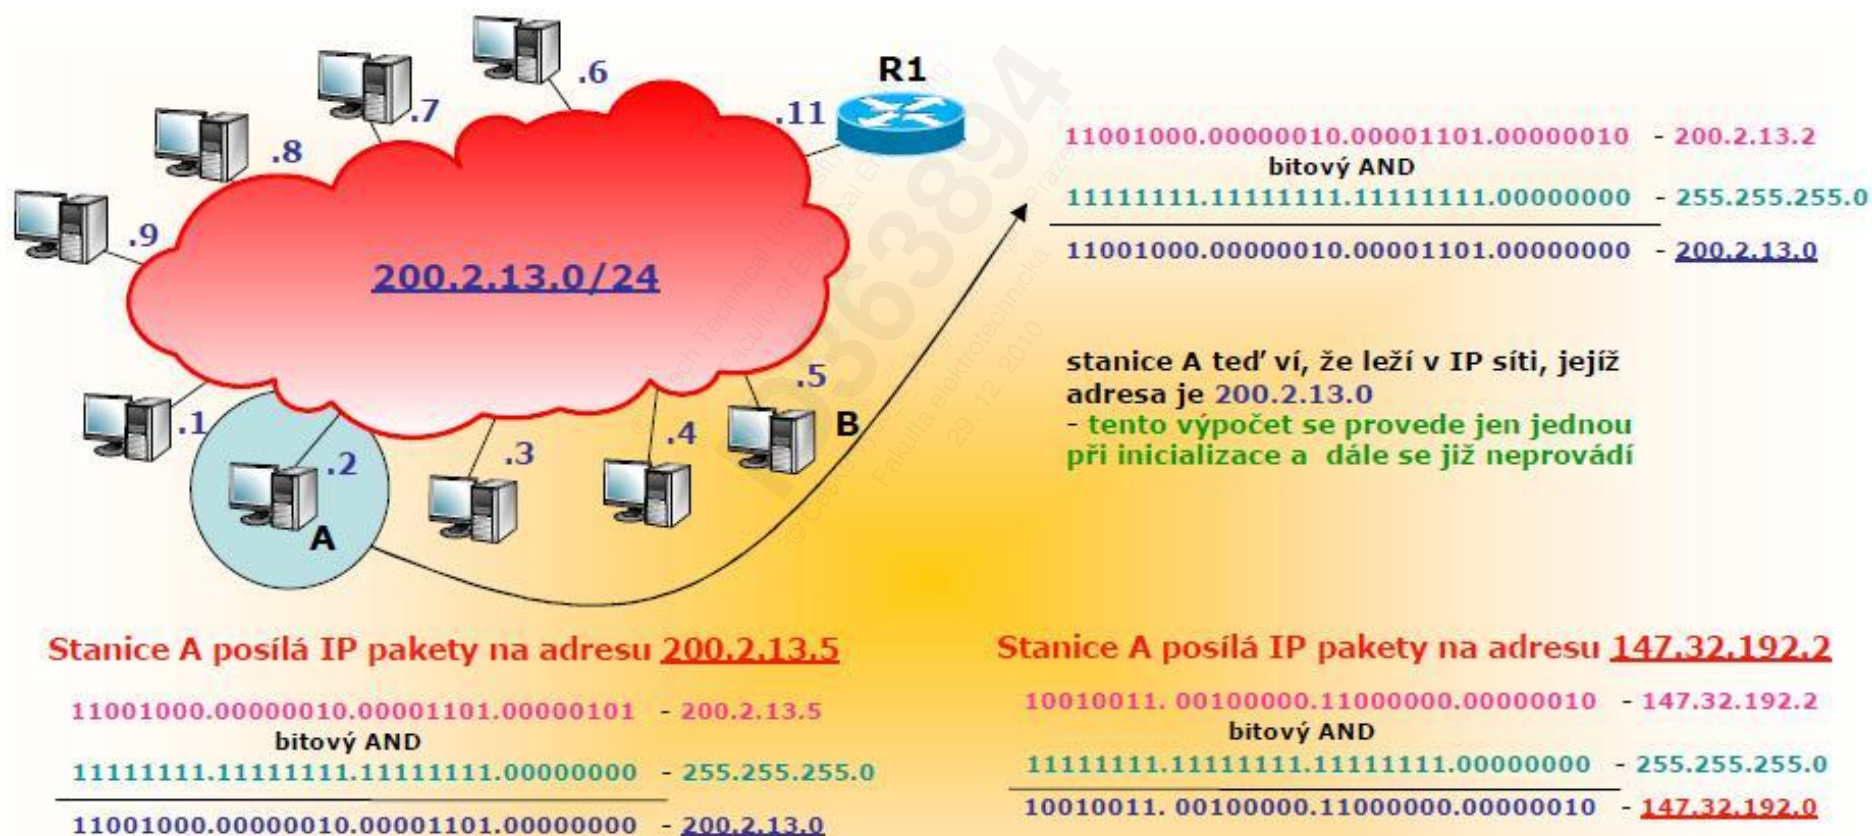 .6
R1
.7
.11
.8
11001000.00000010.00001101.00000010 - 200.2.13.2
bitový AND
11111111.11111111.11111111.00000000 - 255.255.255.0
.9
11001000.00000010.00001101.00000000 - 200.2.13.0
200.2.13.0/24
stanice A teď ví, že leží v IP síti, jejíž
adresa je 200.2.13.0
- tento výpočet se provede jen jednou
při inicializace a dále se již neprovádí
.5
.1
.4
B
.3
.2
A
Stanice A posílá IP pakety na adresu 200.2.13.5
11001000.00000010.00001101.00000101 - 200.2.13.5
bitový AND
11111111.11111111.11111111.00000000 - 255.255.255.0
11001000.00000010.00001101.00000000 - 200.2.13.0
Stanice A posílá IP pakety na adresu 147.32.192.2
10010011. 00100000.11000000.00000010 - 147.32.192.2
bitový AND
11111111.11111111.11111111.00000000 - 255.255.255.0
10010011. 00100000.11000000.00000010 - 147.32.192.0
Fakulta elektrotechnická
29. 12. 2010